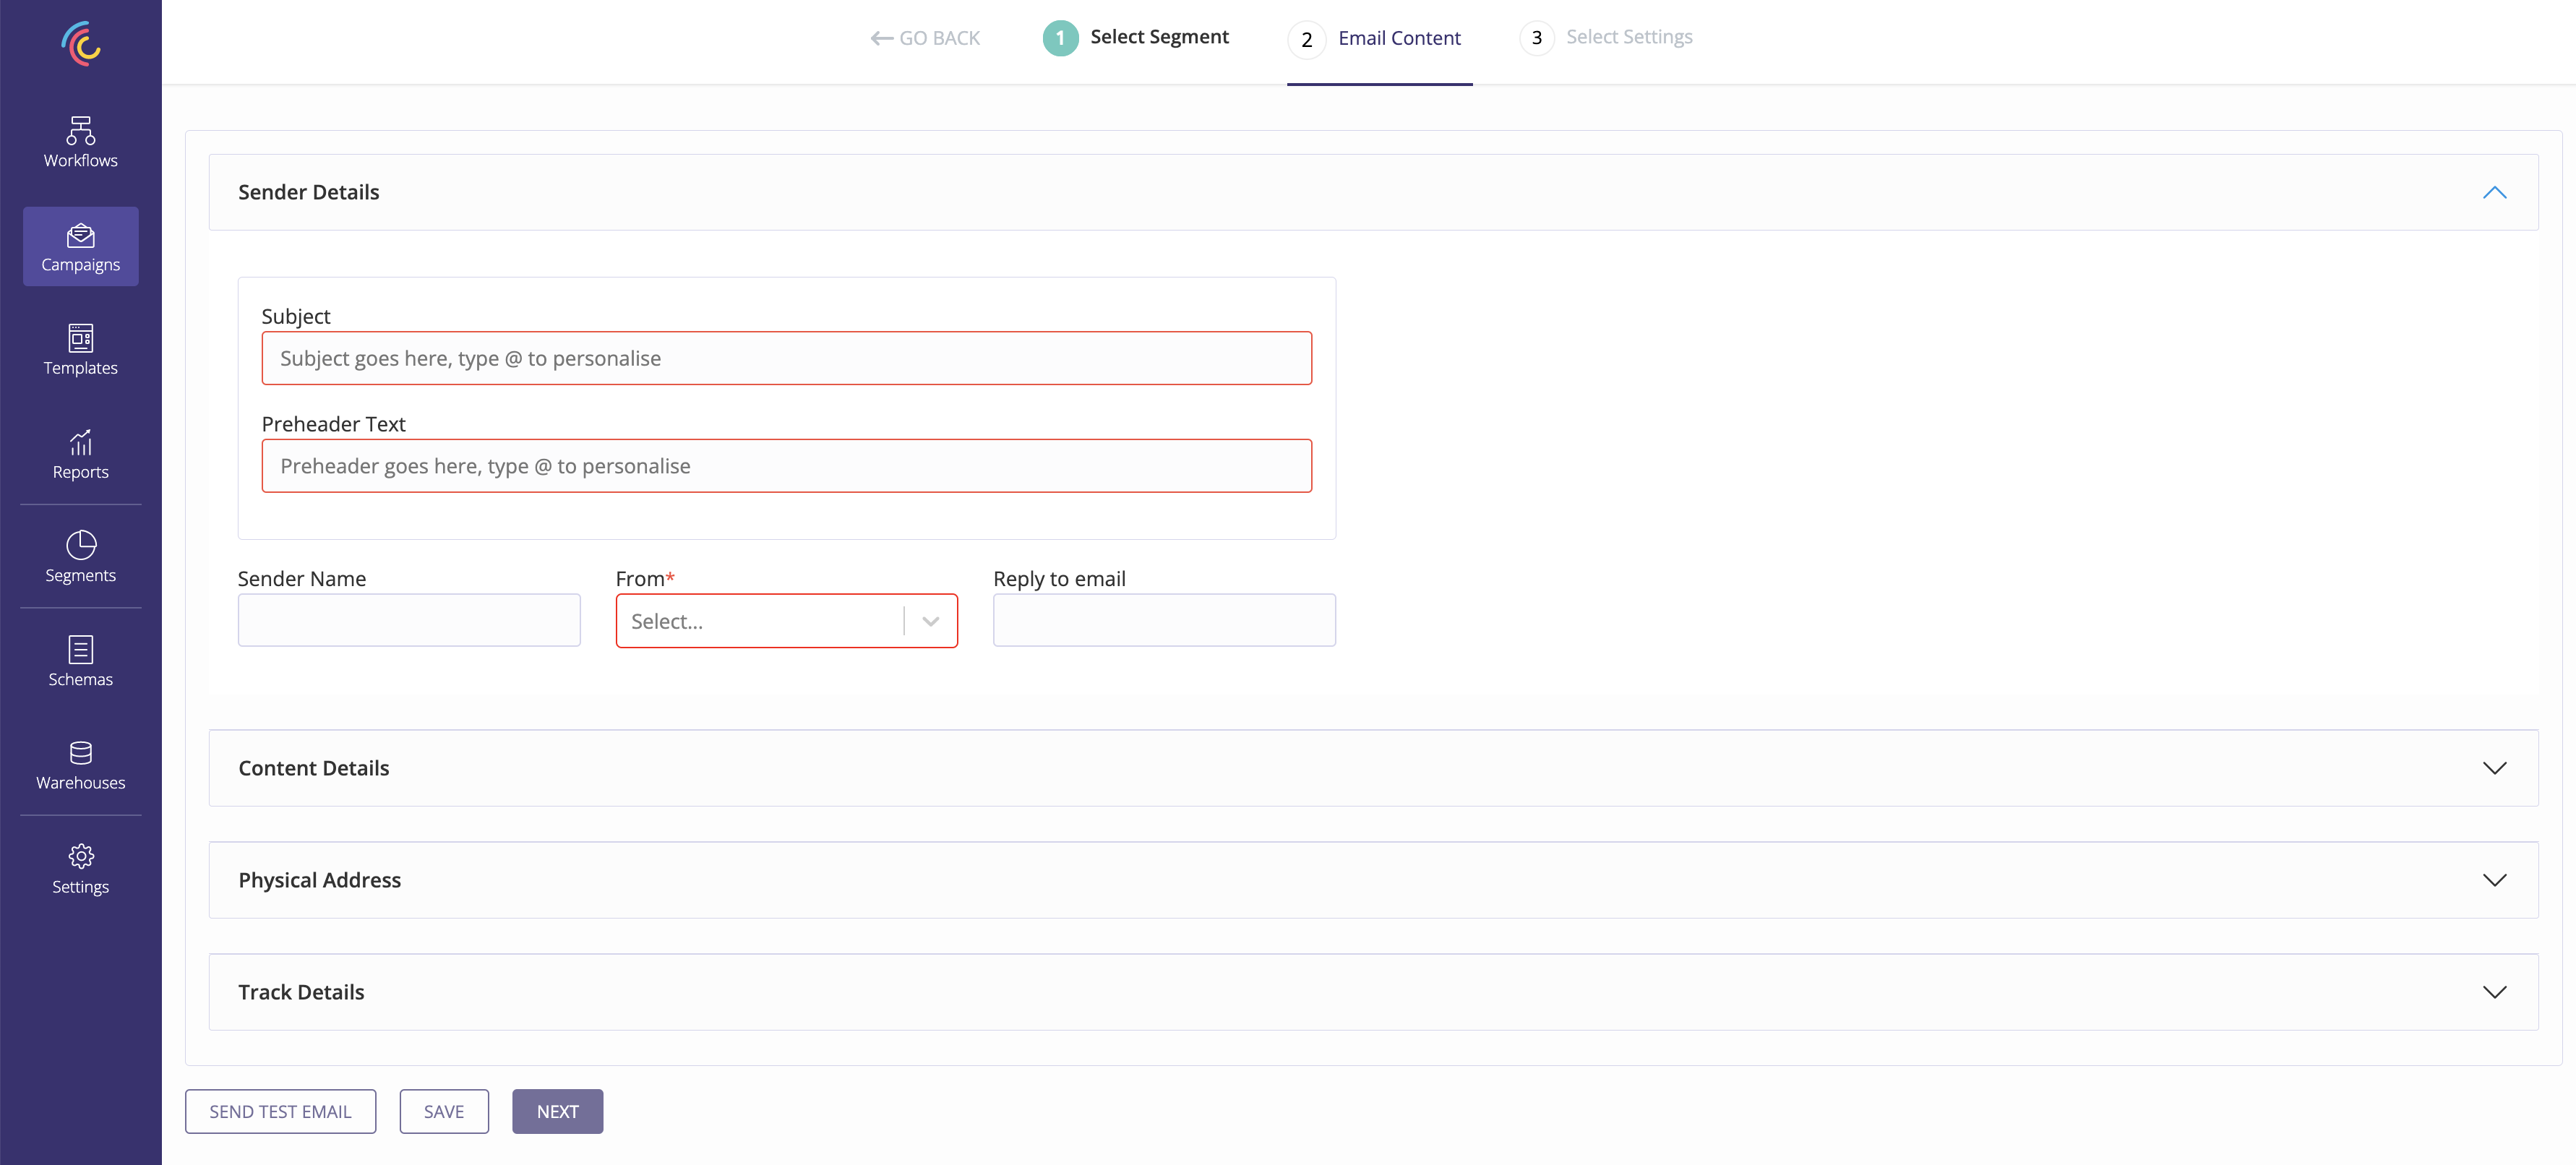 GO BACK
1 Select Segment
2 Email Content
3 Select Settings
Workflows
Campaigns
Templates
Reports
Segments
Schemas
Warehouses
Settings
Sender Details
Subject
Subject goes here, type @ to personalise
Preheader Text
Preheader goes here, type @ to personalise
Sender Name From* Reply to email
Select...
Content Details
Physical Address
Track Details
SEND TEST EMAIL SAVE NEXT